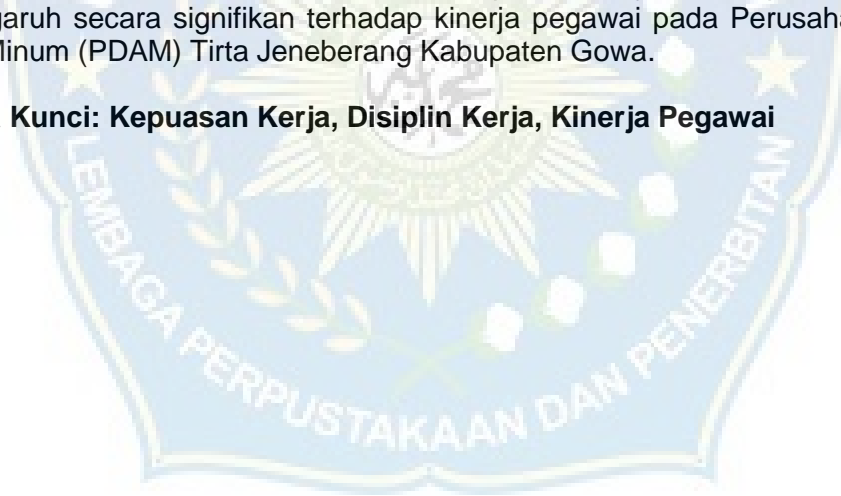 garuh secara signifikan terhadap kinerja pegawai pada Perusaha
Minum (PDAM) Tirta Jeneberang Kabupaten Gowa.
Kunci: Kepuasan Kerja, Disiplin Kerja, Kinerja Pegawai
LEMBAGA PERPUSTAKAAN DAN PENERBITAN